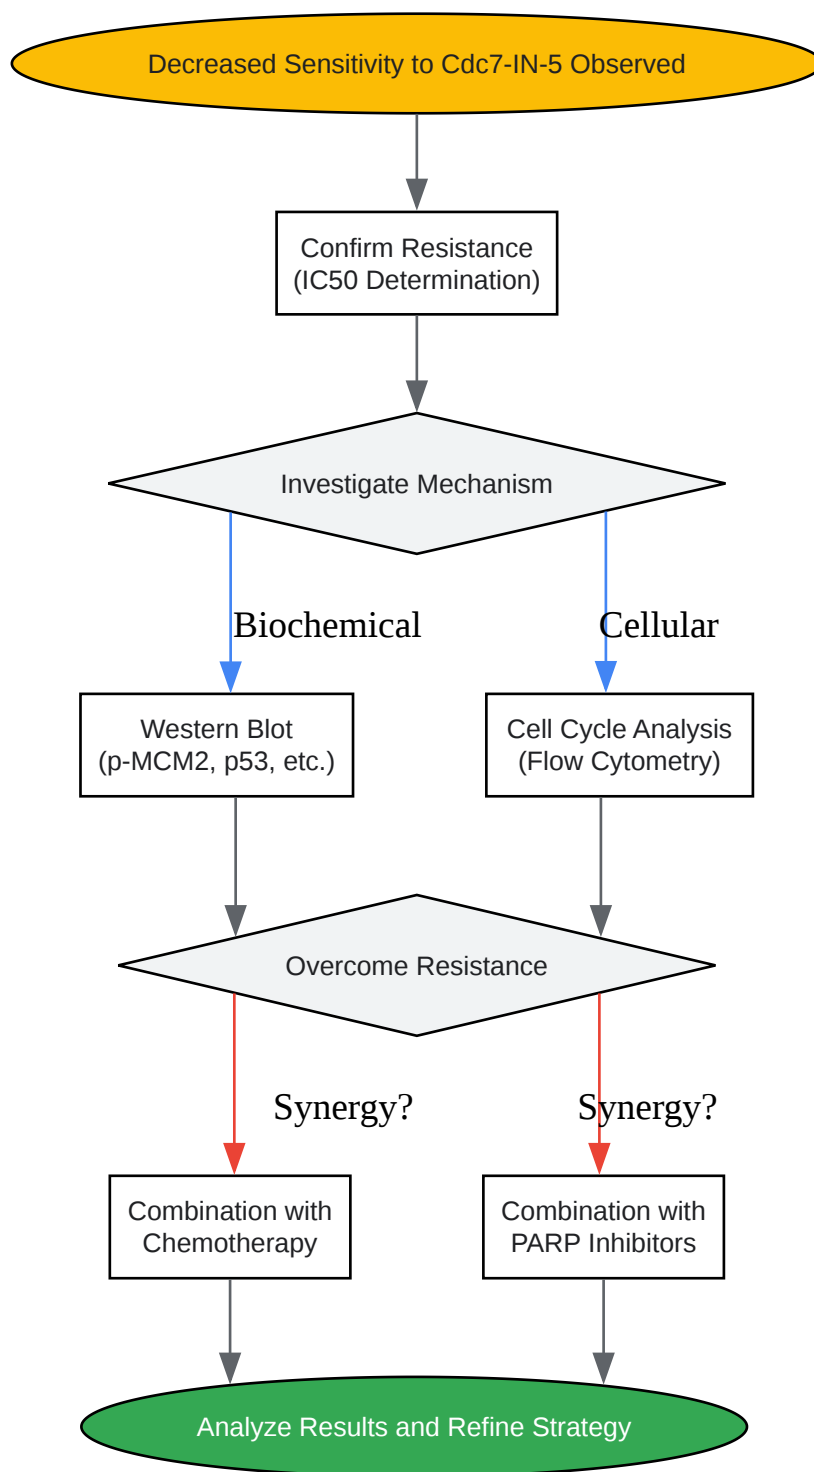 Decreased Sensitivity to Cdc7-IN-5 Observed
Confirm Resistance
(IC50 Determination)
Investigate Mechanism
Biochemical
Cellular
Western Blot
(p-MCM2, p53, etc.)
Cell Cycle Analysis
(Flow Cytometry)
Overcome Resistance
Synergy?
Synergy?
Combination with
Chemotherapy
Combination with
PARP Inhibitors
Analyze Results and Refine Strategy